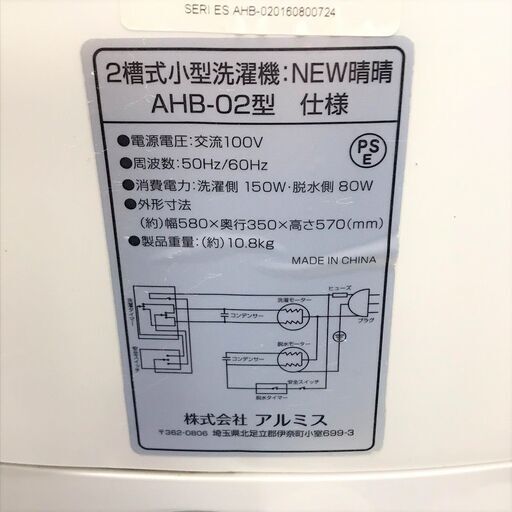 SERIES AHB-020160800724
2槽式小型洗濯機:NEW晴晴
AHB-02型 仕様
●電源電圧:交流100V
●周波数:50Hz/60Hz
●消費電力:洗濯側 150W・脱水側 80W
●外形寸法
(約)幅580×奥行350×高さ570(mm)
●製品重量:(約)10.8kg
PS
E
MADE IN CHINA
ヒューズ
洗濯モーター
洗濯タイマー
コンデンサー
プラグ
脱水モーター
コンデンサー
安全スイッチ
脱水タイマー
株式会社 アルミス
〒362-0806 埼玉県北足立郡伊奈町小室699-3